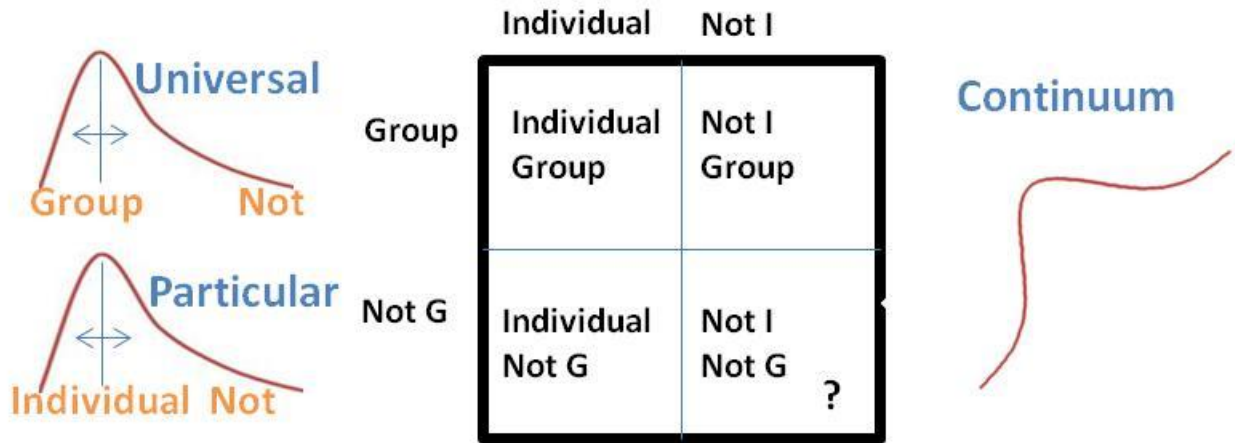 Individual Not I
Universal
Group Not
Particular
Individual Not
Group
Not G
Individual
Group
Not I
Group
Individual
Not G
Not I
Not G
?
Continuum